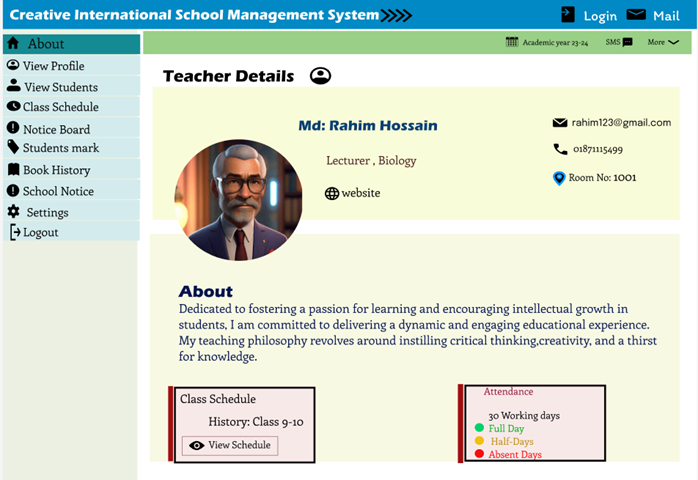 Creative International School Management System
Login
Mail
About
Academic year 23-24
SMS
More
View Profile
View Students
Class Schedule
Notice Board
Students mark
Book History
School Notice
Settings
Logout
Teacher Details
Md: Rahim Hossain
rahim123@gmail.com
Lecturer , Biology
01871115499
website
Room No: 1001
About
Dedicated to fostering a passion for learning and encouraging intellectual growth in
students, I am committed to delivering a dynamic and engaging educational experience.
My teaching philosophy revolves around instilling critical thinking,creativity, and a thirst
for knowledge.
Class Schedule
History: Class 9-10
View Schedule
Attendance
30 Working days
Full Day
Half-Days
Absent Days